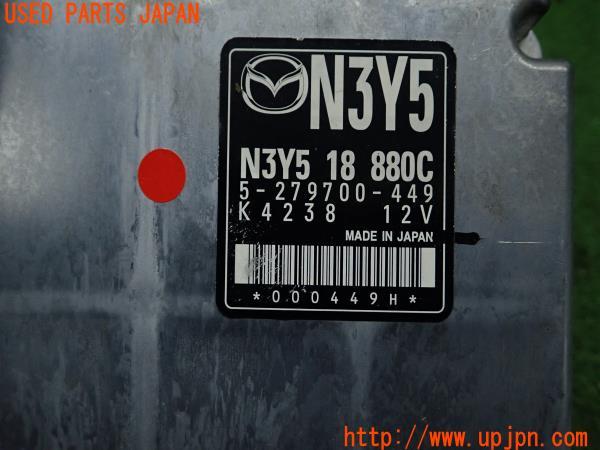 USED PARTS JAPAN
N3Y5
N3Y5 18 880C
5-279700-449
K4238 12V
MADE IN JAPAN
*000449H*
http://www.upjpn.com/